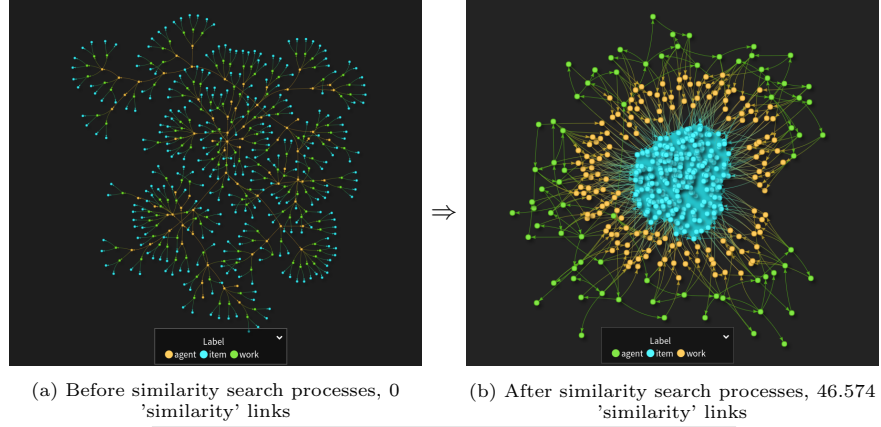 Label
agent item work
⇒
Label
agent item work
(a) Before similarity search processes, 0
'similarity' links
(b) After similarity search processes, 46.574
'similarity' links